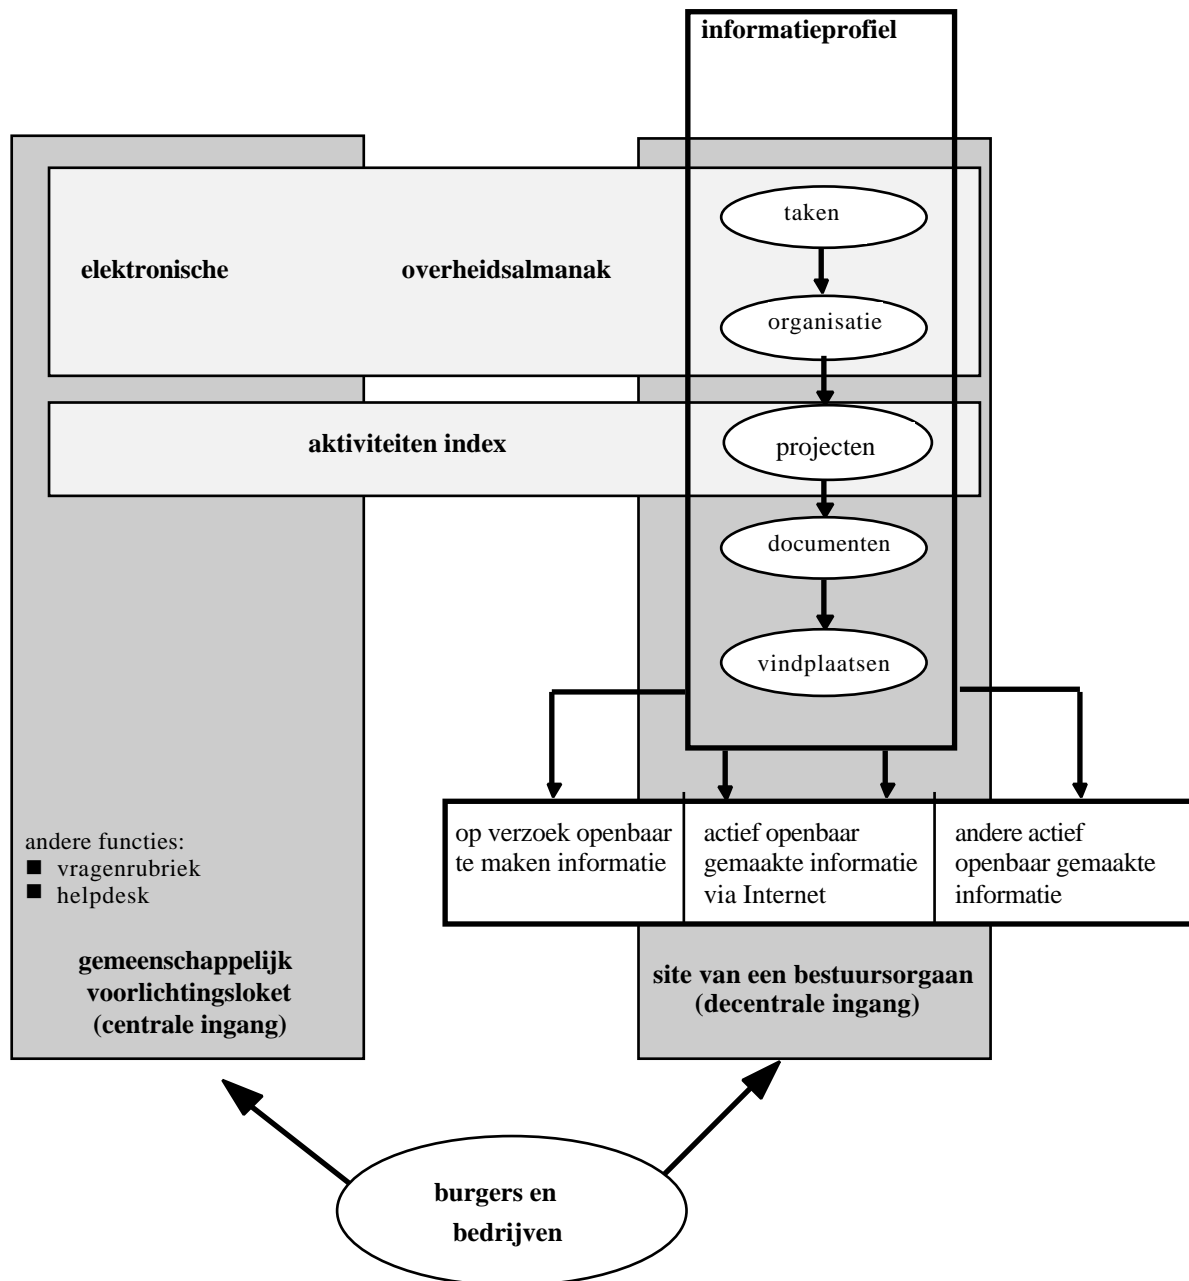 informatieprofiel
taken
elektronische overheidsalmanak
organisatie
aktiviteiten index
projecten
documenten
vindplaatsen
op verzoek openbaar
te maken informatie
actief openbaar
gemaakte informatie
via Internet
andere actief
openbaar gemaakte
informatie
andere functies:
■ vragenrubriek
■ helpdesk
gemeenschappelijk
voorlichtingsloket
(centrale ingang)
site van een bestuursorgaan
(decentrale ingang)
burgers en
bedrijven